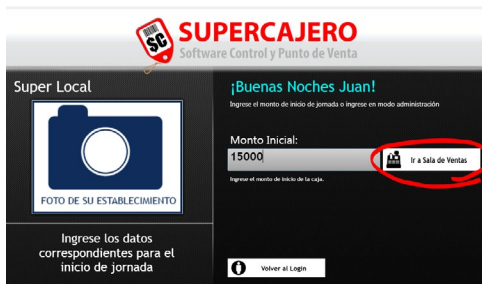 SC
SUPERCAJERO
Software Control y Punto de Venta
Super Local
FOTO DE SU ESTABLECIMIENTO
Ingrese los datos
correspondientes para el
inicio de jornada
¡Buenas Noches Juan!
Ingrese el monto de inicio de jornada o ingrese en modo administración
Monto Inicial:
15000
Ir a Sala de Ventas
Ingrese el monto de inicio de la caja.
Volver al Login